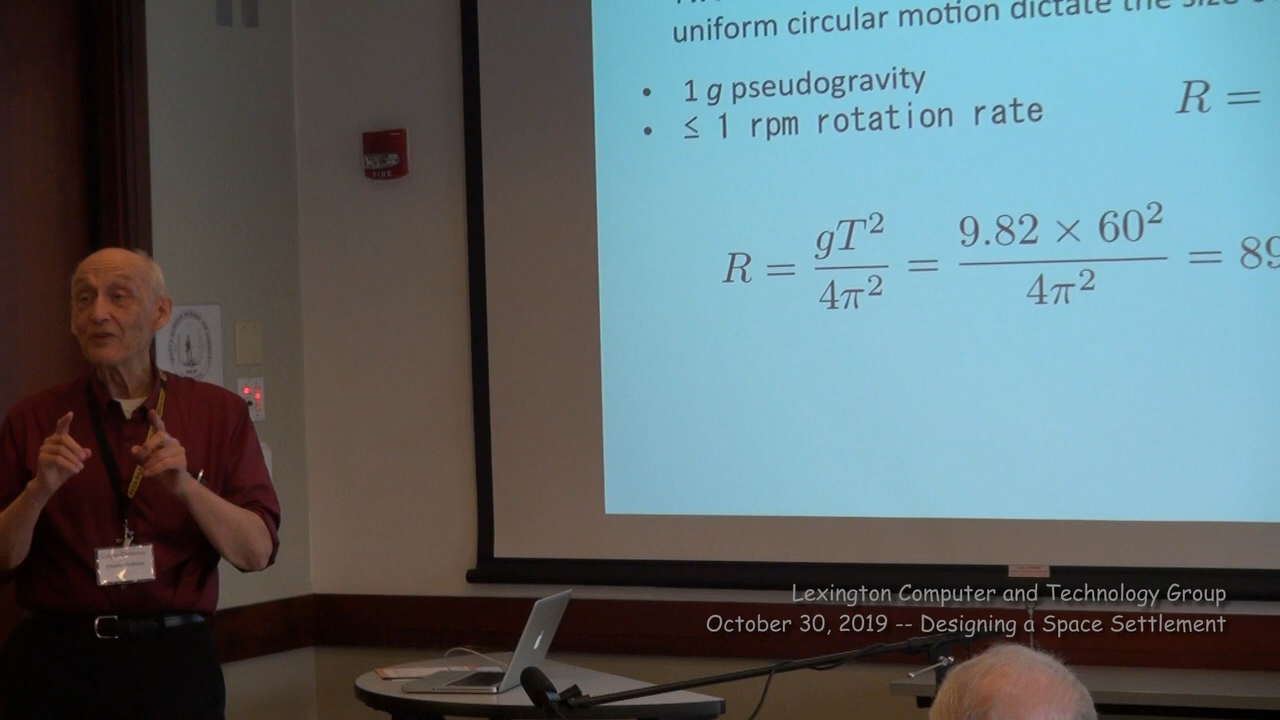 uniform circular motion dictate the size
• 1 g pseudogravity
• ≤ 1 rpm rotation rate
R =
R = gT²/4π² = 9.82 × 60²/4π² = 89
FIRE
Lexington Computer and Technology Group
October 30, 2019 -- Designing a Space Settlement